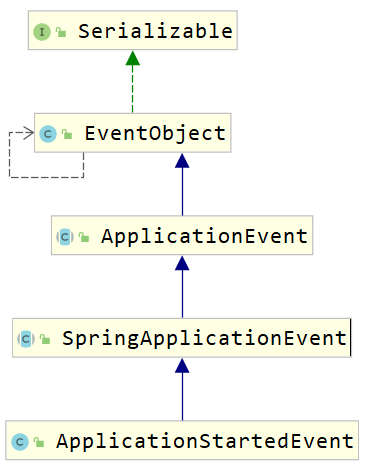 I Serializable
C EventObject
C ApplicationEvent
C SpringApplicationEvent
C ApplicationStartedEvent